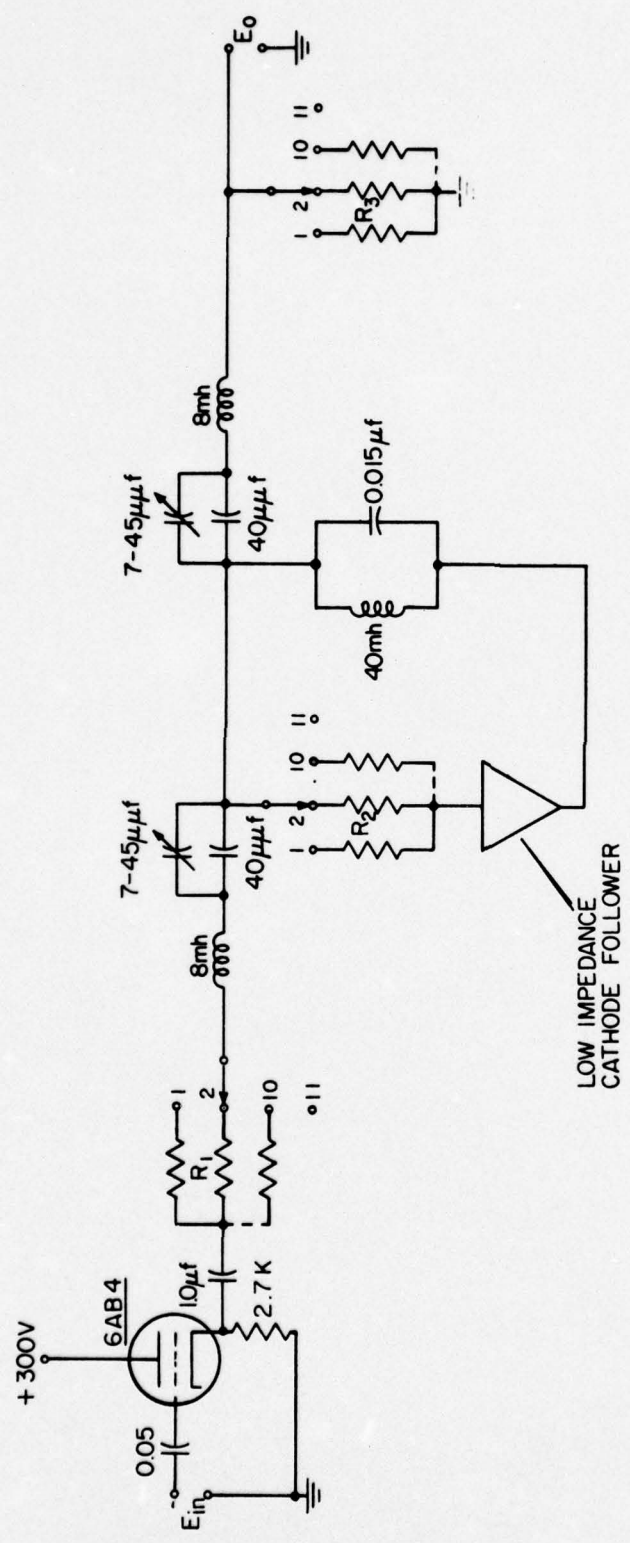 +300V
6AB4
0.05
Ein
1.0μf
2.7K
R1
1
2
10
11
8mh
7-45μμf
40μμf
1
2
10
11
R2
LOW IMPEDANCE
CATHODE FOLLOWER
40mh
0.015μf
7-45μμf
40μμf
8mh
1
2
10
11
R3
Eo